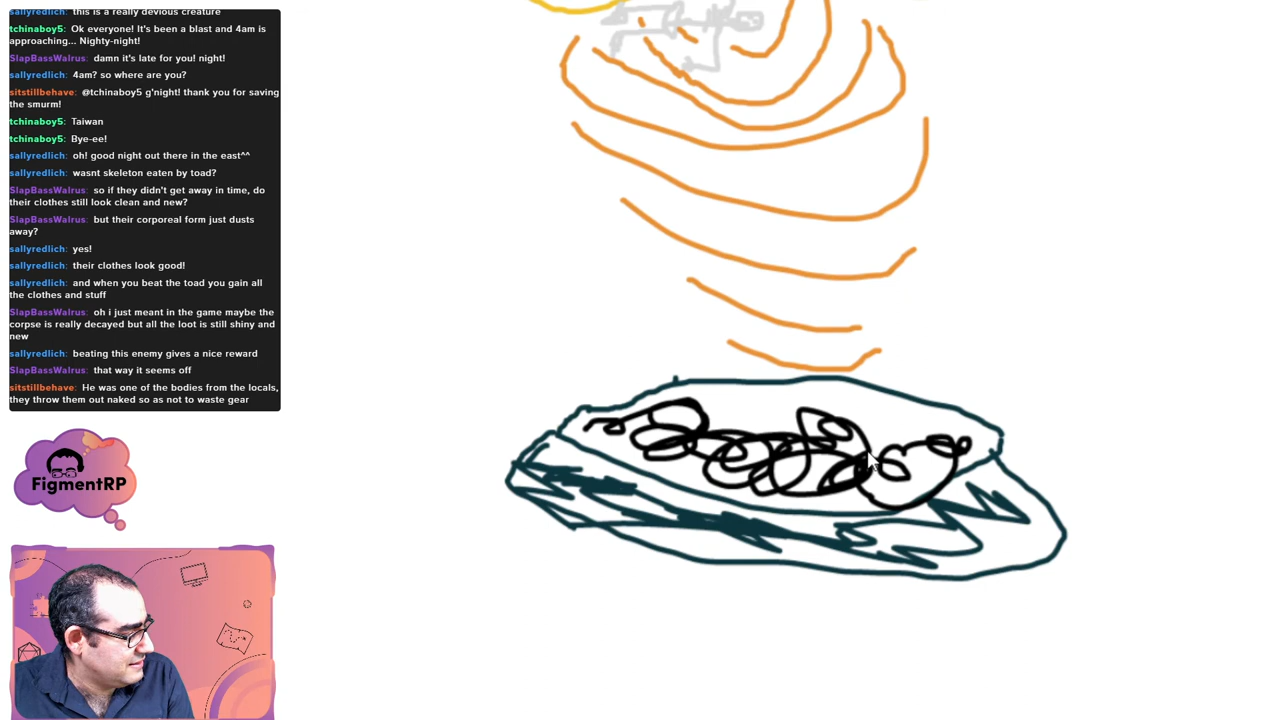 sallyredlich: this is a really devious creature
tchinaboy5: Ok everyone! It's been a blast and 4am is
approaching... Nighty-night!
SlapBassWalrus: damn it's late for you! night!
sallyredlich: 4am? so where are you?
sitstillbehave: @tchinaboy5 g'night! thank you for saving
the smurm!
tchinaboy5: Taiwan
tchinaboy5: Bye-ee!
sallyredlich: oh! good night out there in the east^^
sallyredlich: wasnt skeleton eaten by toad?
SlapBassWalrus: so if they didn't get away in time, do
their clothes still look clean and new?
SlapBassWalrus: but their corporeal form just dusts
away?
sallyredlich: yes!
sallyredlich: their clothes look good!
sallyredlich: and when you beat the toad you gain all
the clothes and stuff
SlapBassWalrus: oh i just meant in the game maybe the
corpse is really decayed but all the loot is still shiny and
new
sallyredlich: beating this enemy gives a nice reward
SlapBassWalrus: that way it seems off
sitstillbehave: He was one of the bodies from the locals,
they throw them out naked so as not to waste gear
FigmentRP